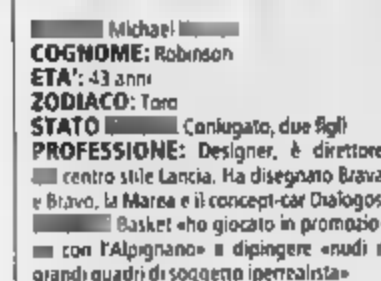 Michael
COGNOME: Robinson
ETA': 43 anni
ZODIACO: Toro
STATO Coniugato, due figli
PROFESSIONE: Designer, è direttore
centro stile Lancia. Ha disegnato Brava
e Bravo, la Marea e il concept-car Dialogos
Basket «ho giocato in promozio-
con l'Alpignano» e dipingere «nudi e
grandi quadri di soggetto iperrealista»